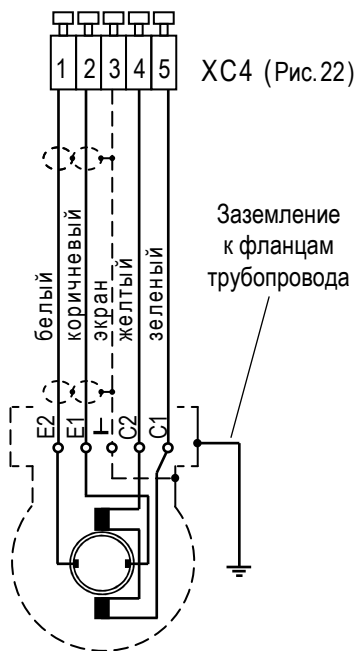 1 2 3 4 5
XC4 (Рис.22)
Заземление
к фланцам
трубопровода
белый
коричневый
экран
желтый
зеленый
E2
E1
C2
C1